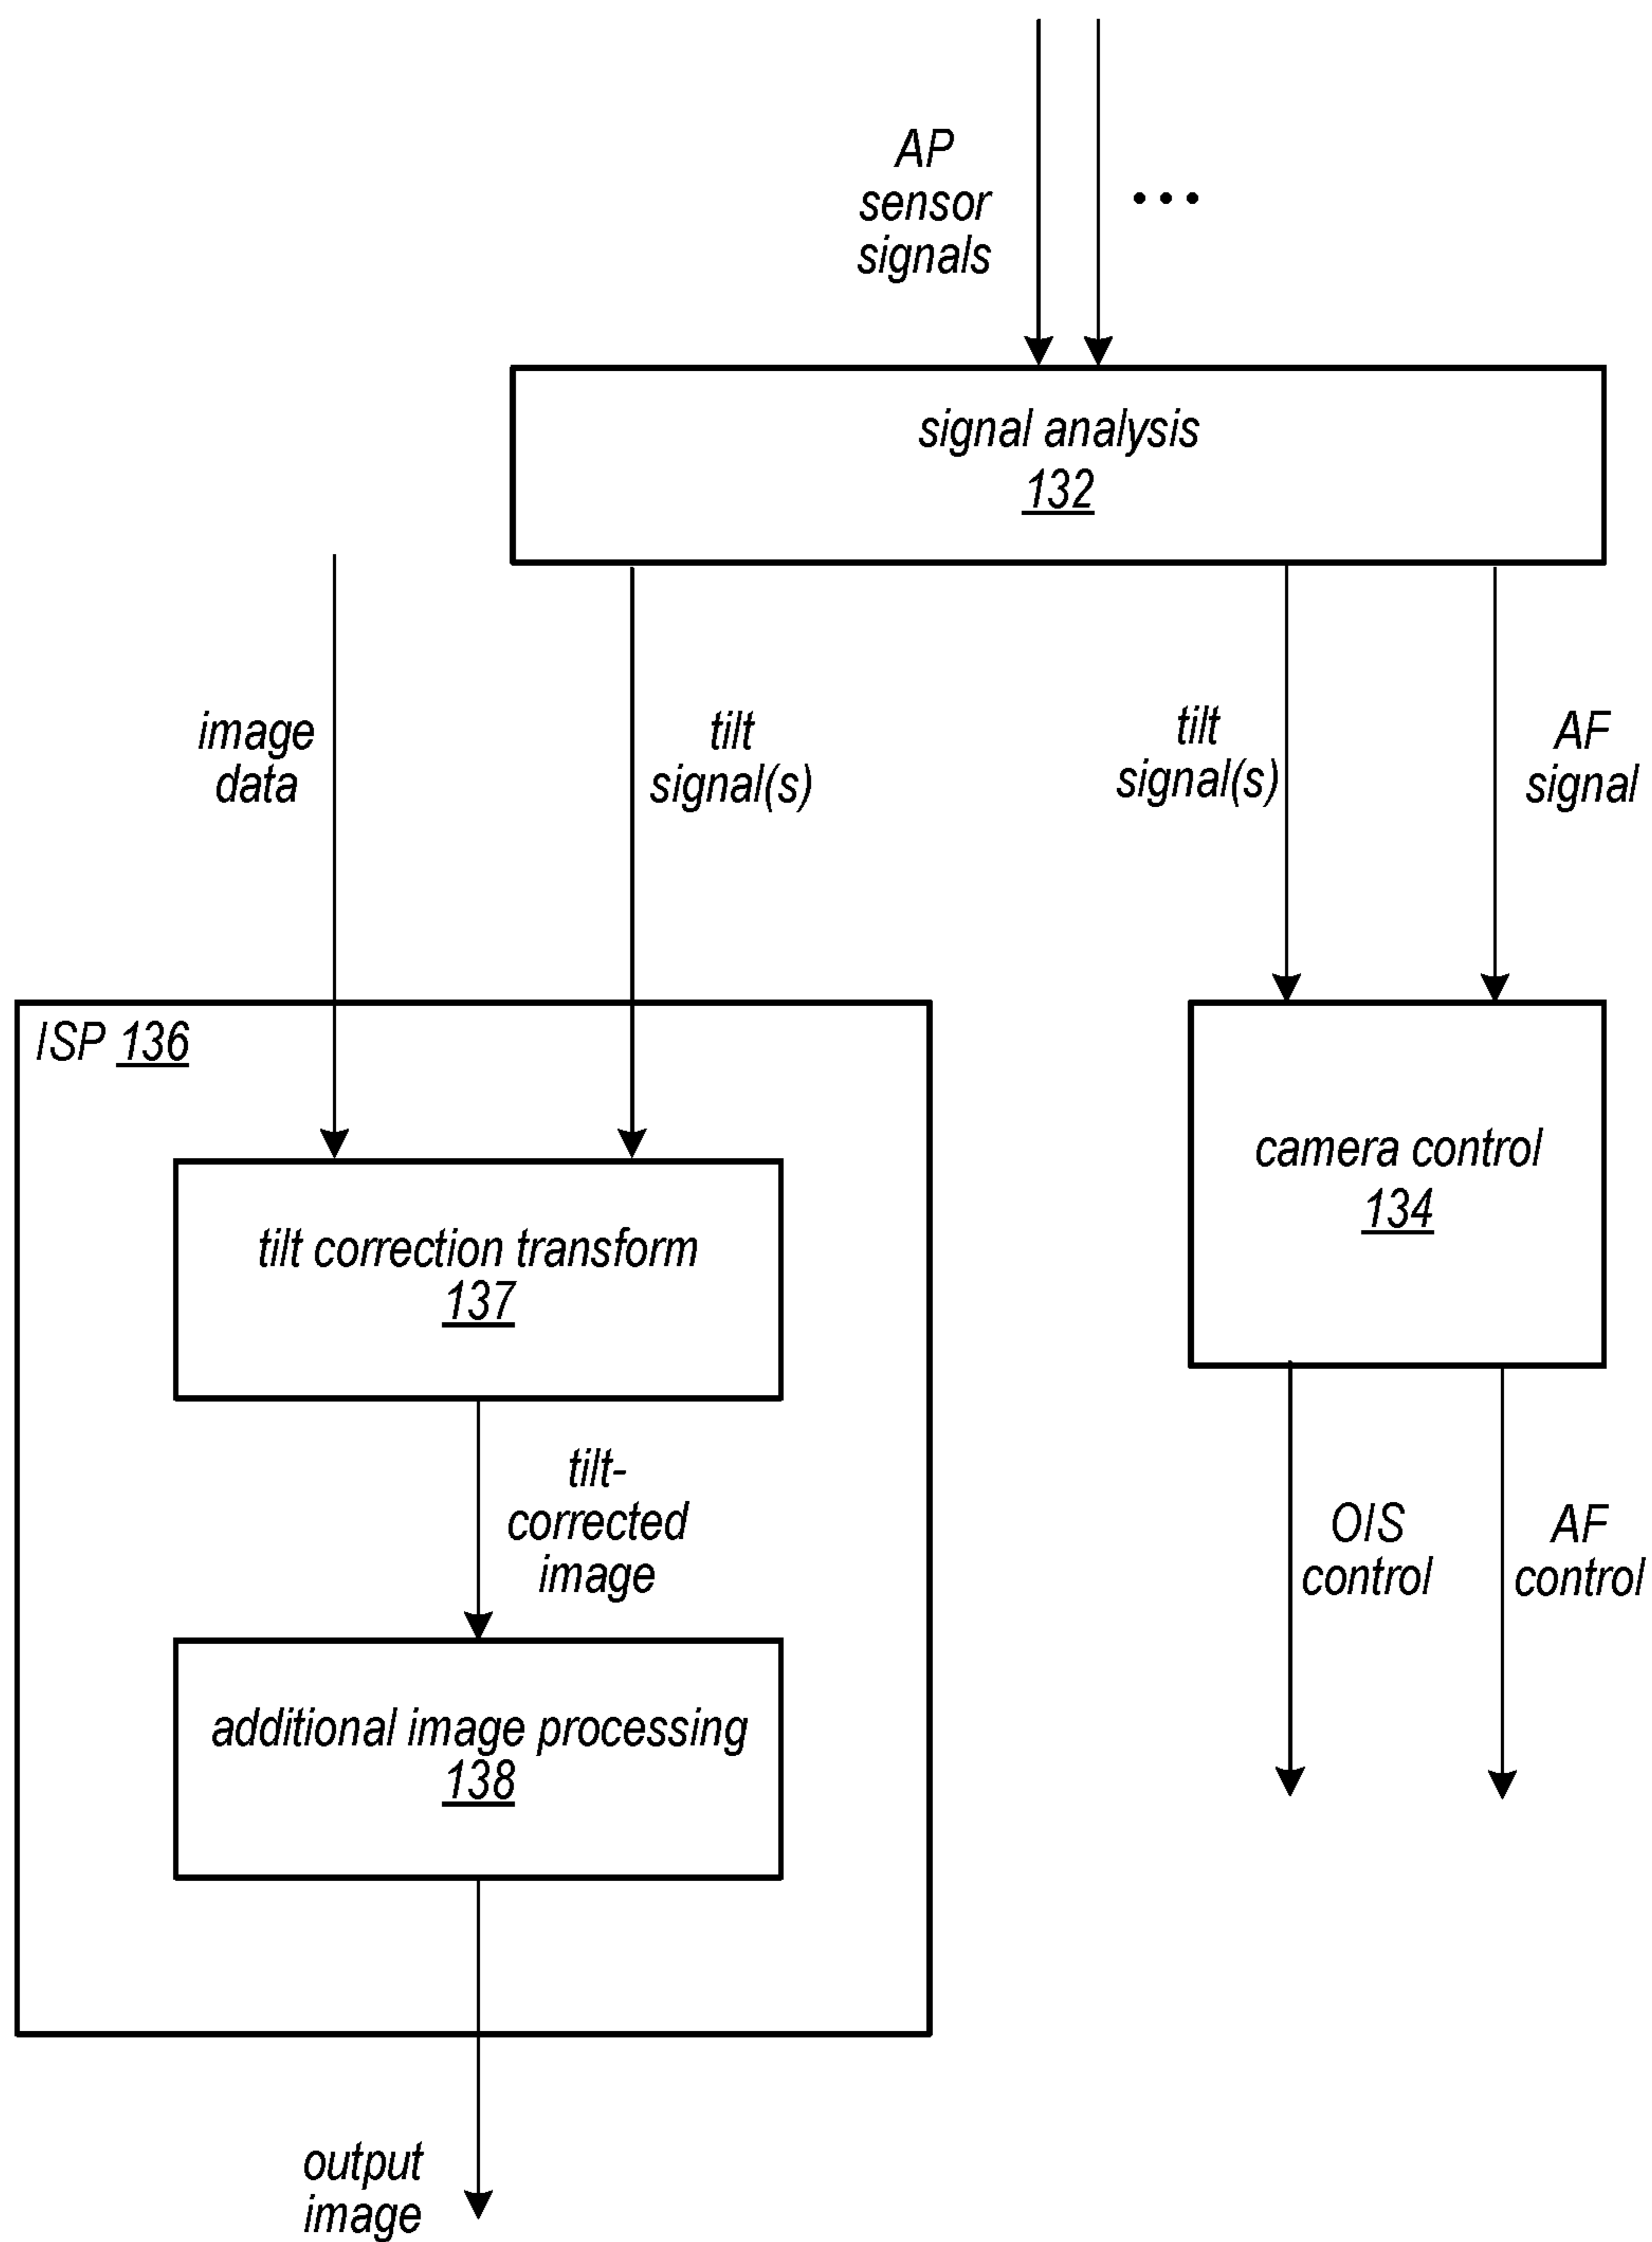 AP
sensor
signals
signal analysis
132
image
data
tilt
signal(s)
tilt
signal(s)
AF
signal
ISP 136
tilt correction transform
137
camera control
134
tilt-
corrected
image
OIS
control
AF
control
additional image processing
138
output
image